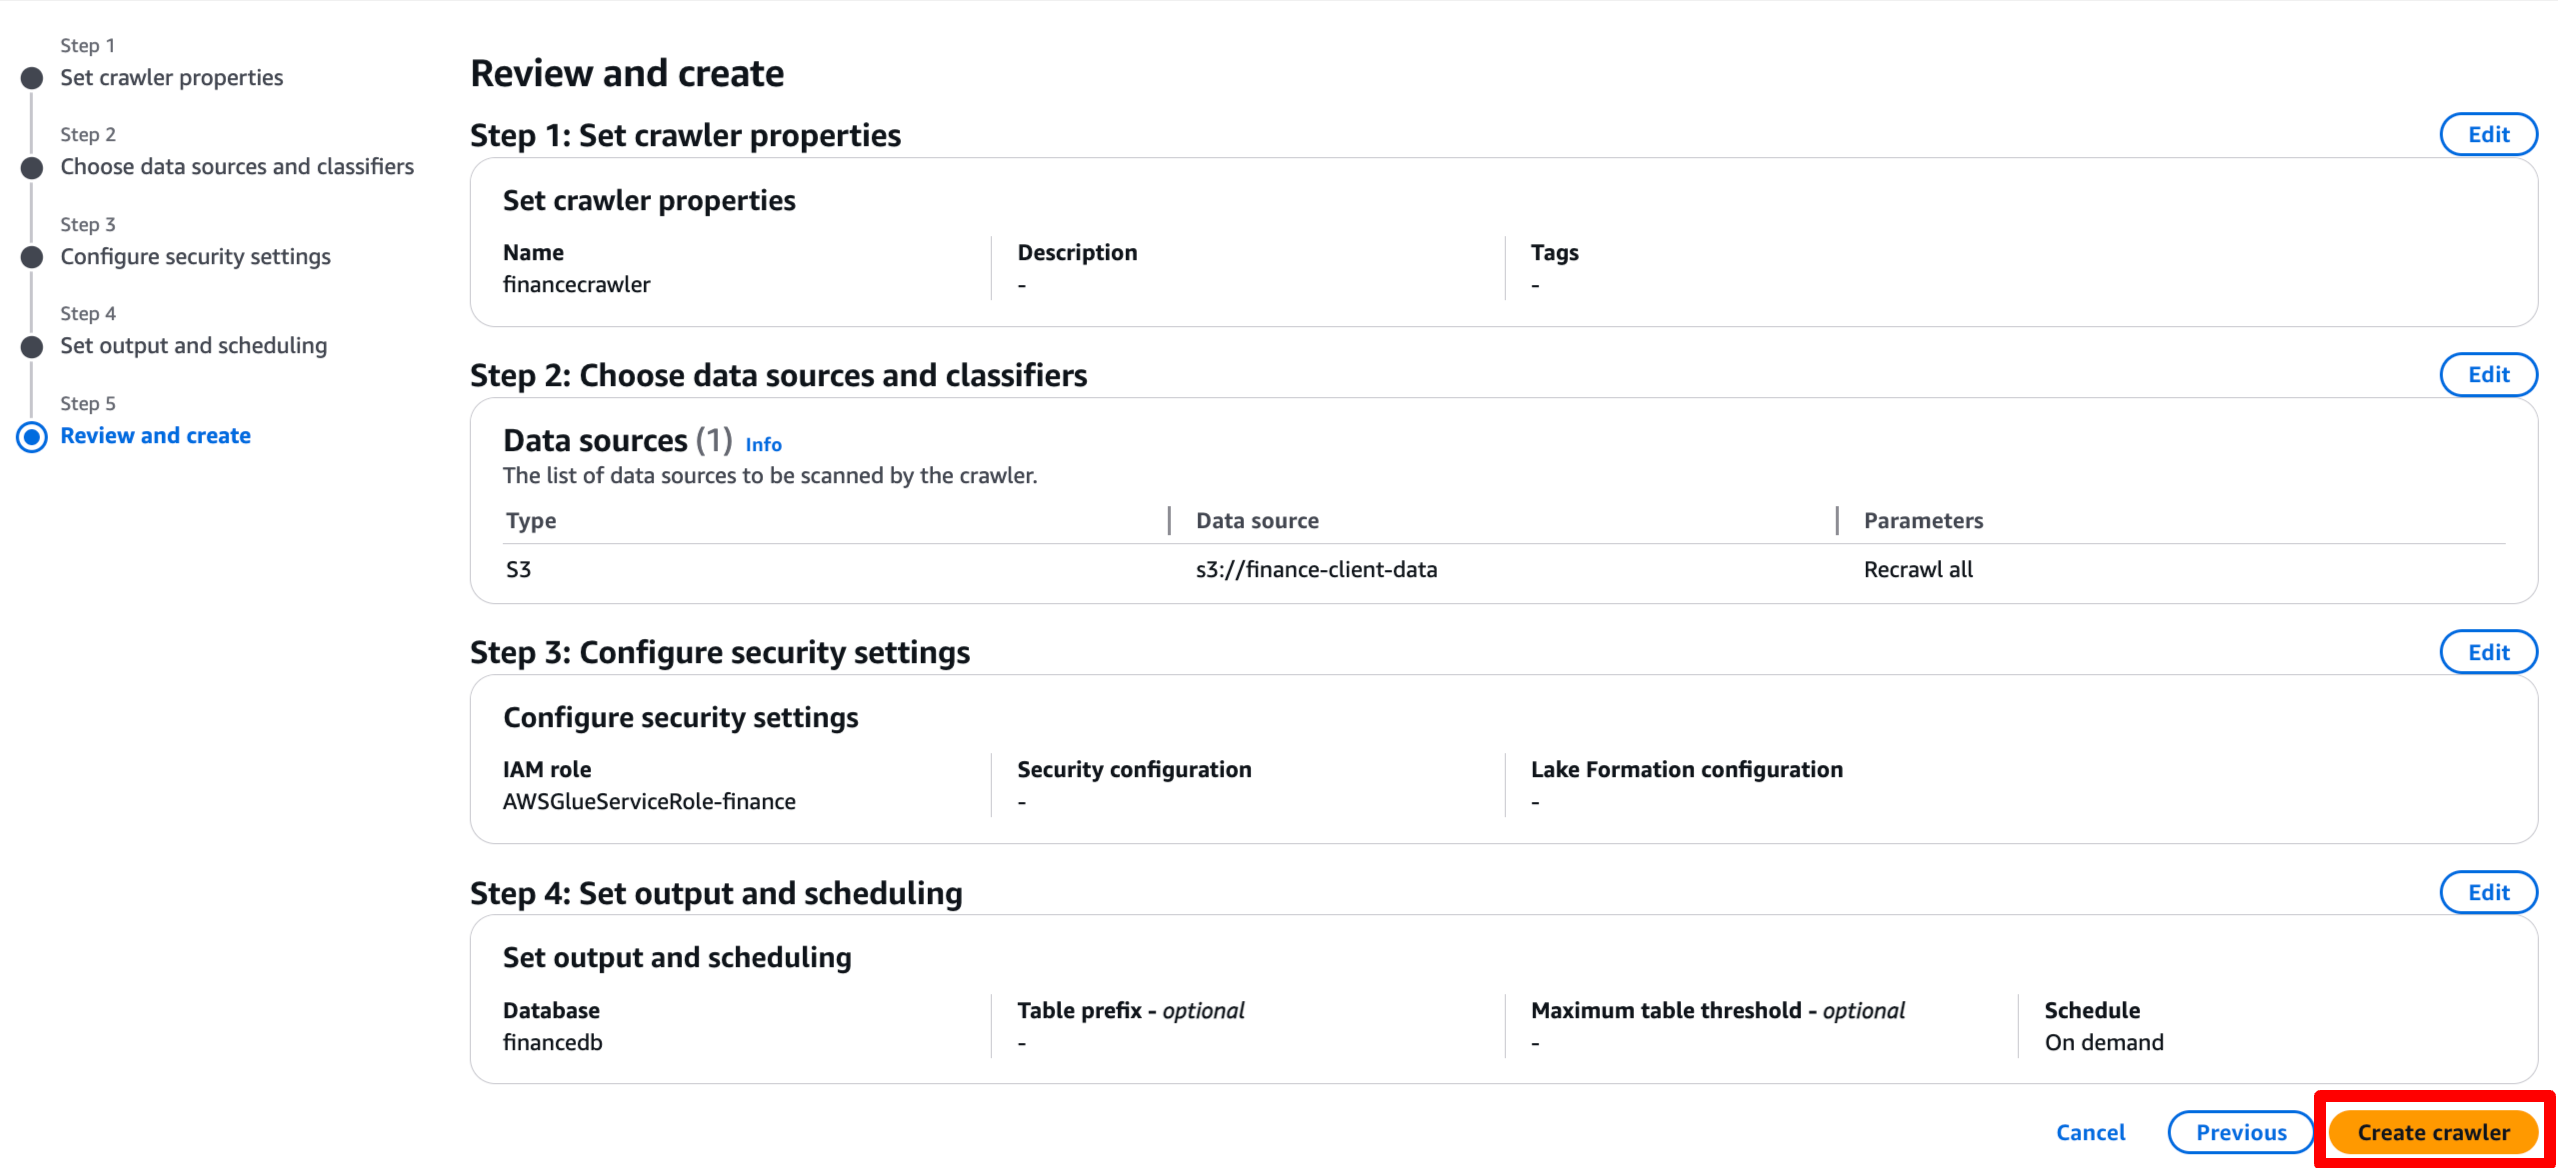 Step 1
Set crawler properties
Step 2
Choose data sources and classifiers
Step 3
Configure security settings
Step 4
Set output and scheduling
Step 5
Review and create
Review and create
Step 1: Set crawler properties
Edit
Set crawler properties
Name
financecrawler
Description
-
Tags
-
Step 2: Choose data sources and classifiers
Edit
Data sources (1) Info
The list of data sources to be scanned by the crawler.
Type
Data source
Parameters
S3
s3://finance-client-data
Recrawl all
Step 3: Configure security settings
Edit
Configure security settings
IAM role
AWSGlueServiceRole-finance
Security configuration
-
Lake Formation configuration
-
Step 4: Set output and scheduling
Edit
Set output and scheduling
Database
financedb
Table prefix - optional
-
Maximum table threshold - optional
-
Schedule
On demand
Cancel
Previous
Create crawler